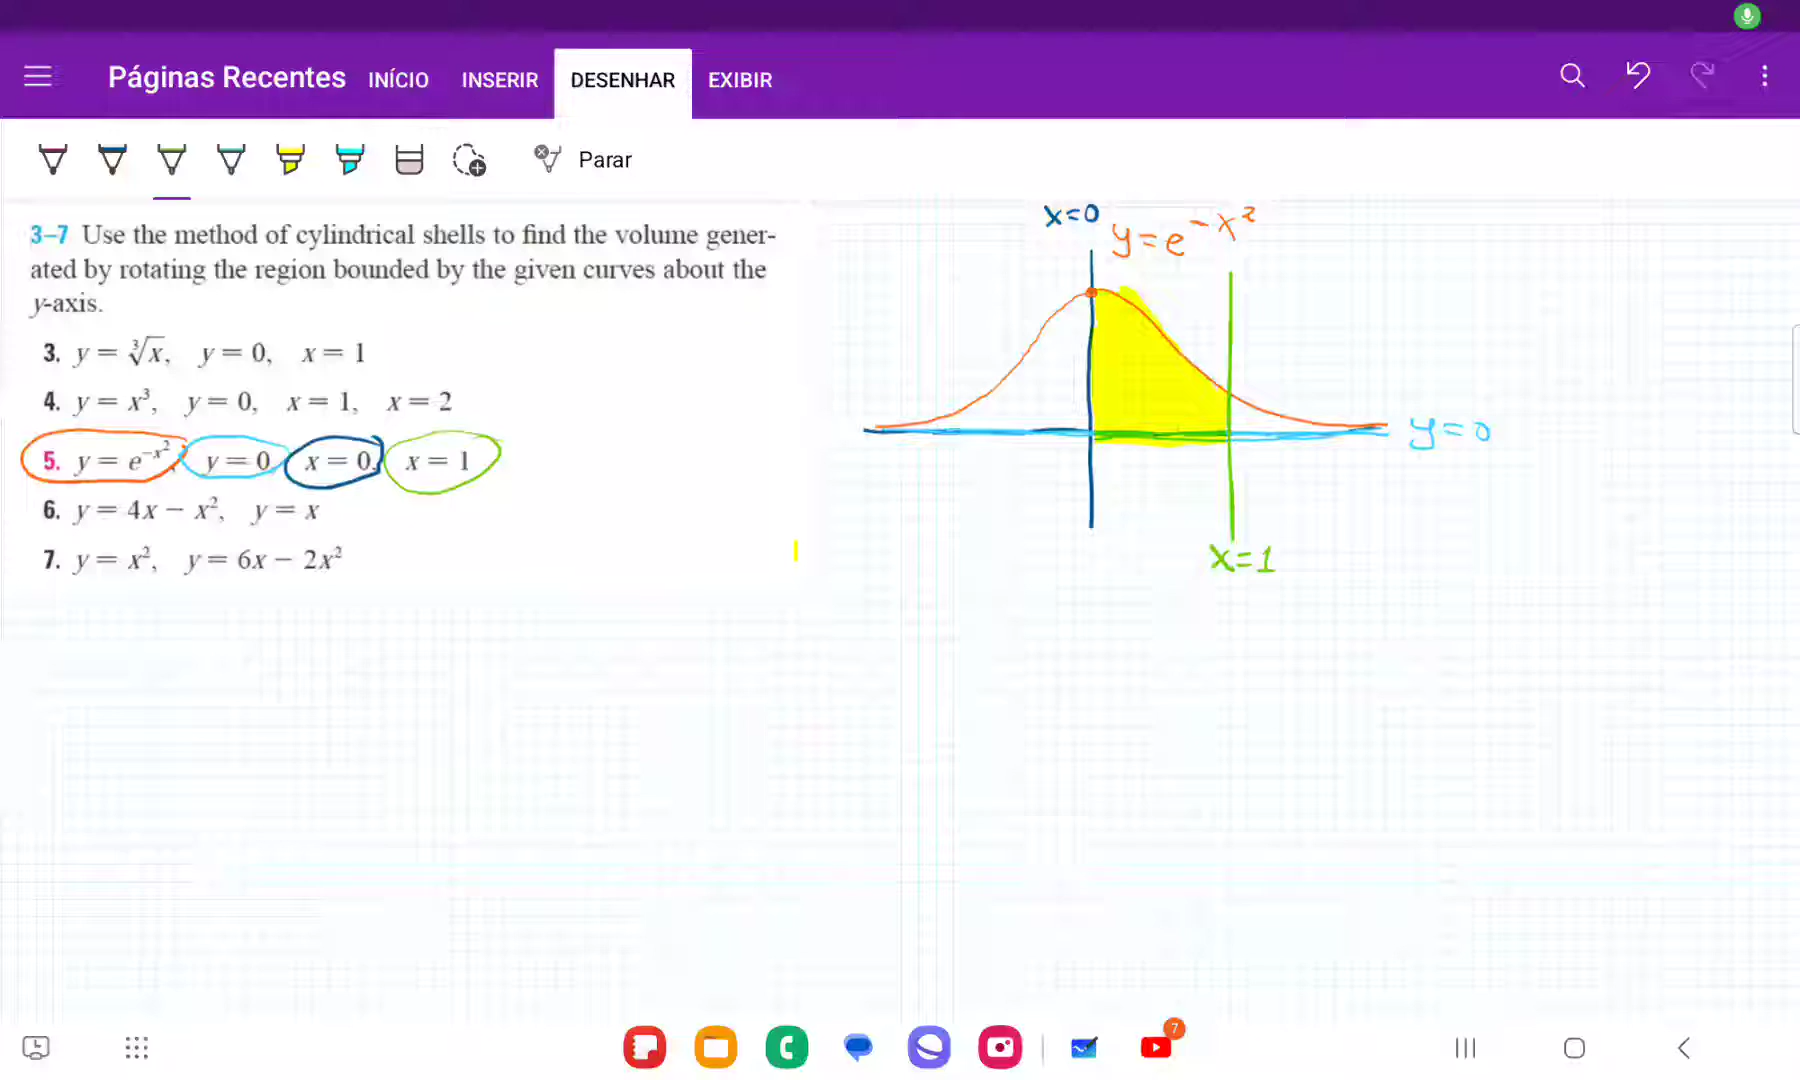 Páginas Recentes INÍCIO INSERIR DESENHAR EXIBIR
Parar
3–7 Use the method of cylindrical shells to find the volume gener-
ated by rotating the region bounded by the given curves about the
y-axis.
3. y = ∛x, y = 0, x = 1
4. y = x³, y = 0, x = 1, x = 2
5. y = e^{-x²}, y = 0, x = 0, x = 1
6. y = 4x − x², y = x
7. y = x², y = 6x − 2x²
x=0
y=e^{-x²}
y=0
x=1
7